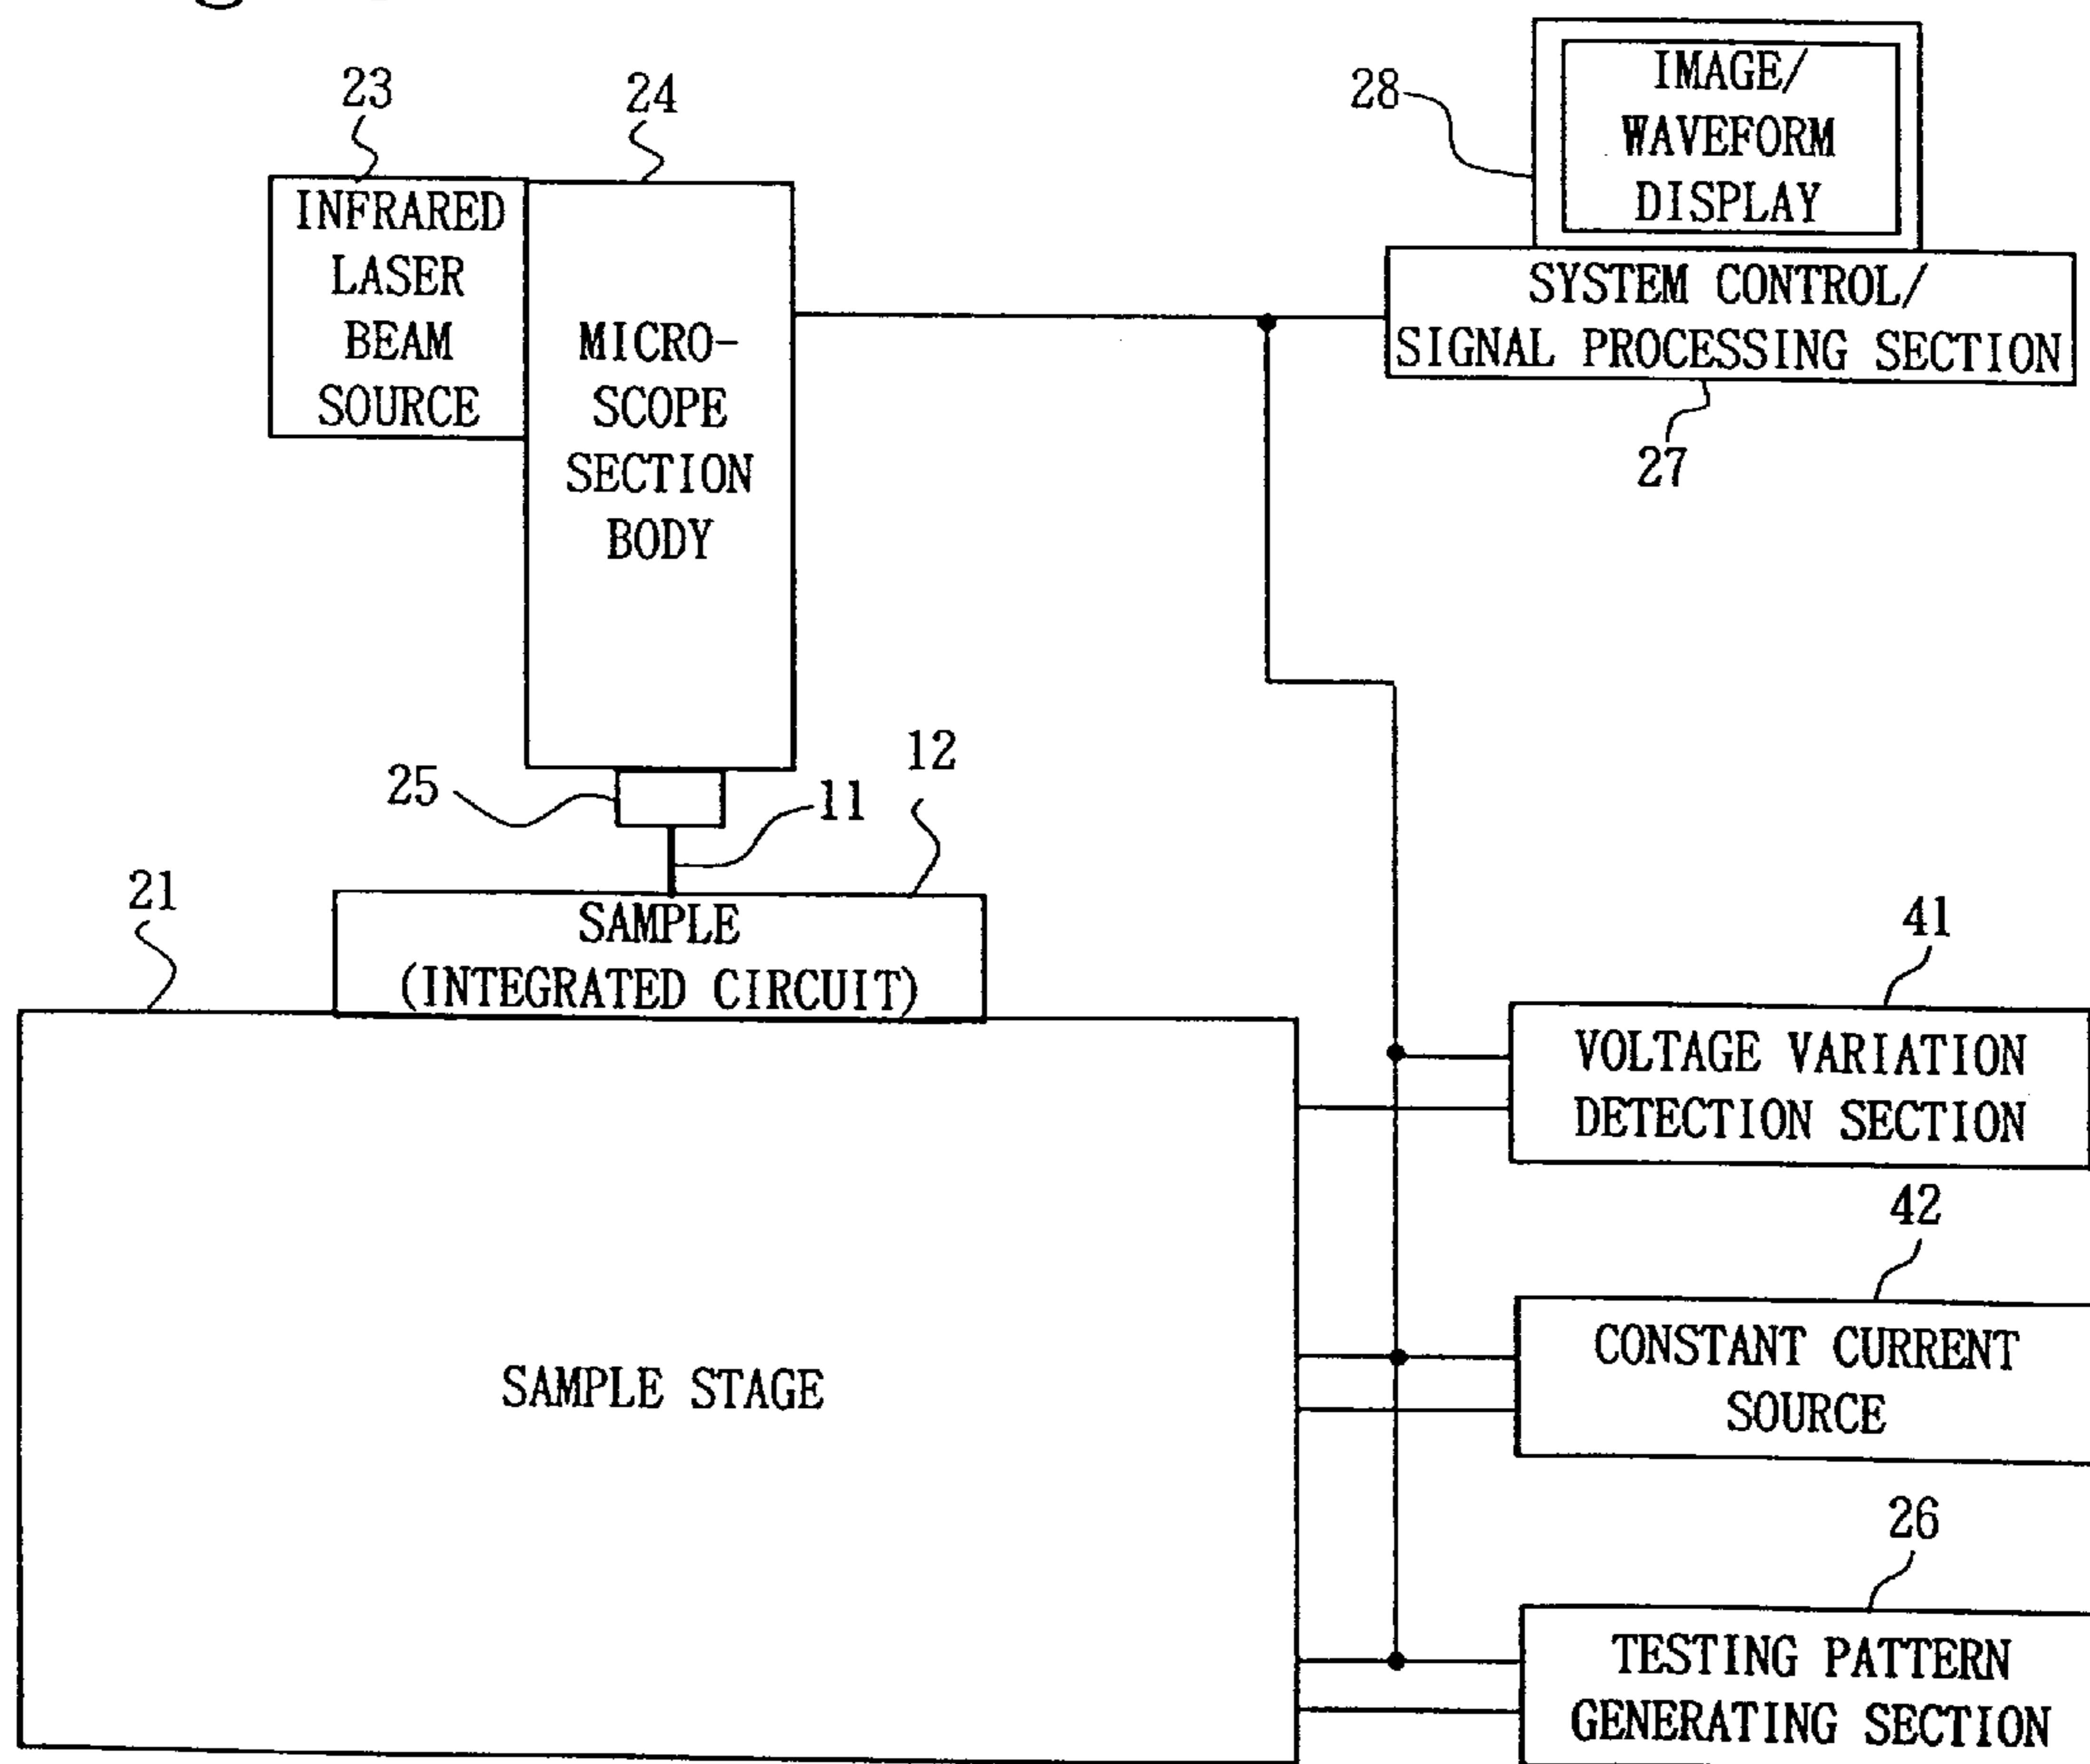 23
24
28
IMAGE/
WAVEFORM
DISPLAY
INFRARED
LASER
BEAM
SOURCE
MICRO-
SCOPE
SECTION
BODY
SYSTEM CONTROL/
SIGNAL PROCESSING SECTION
27
25
11
12
21
SAMPLE
(INTEGRATED CIRCUIT)
SAMPLE STAGE
41
VOLTAGE VARIATION
DETECTION SECTION
42
CONSTANT CURRENT
SOURCE
26
TESTING PATTERN
GENERATING SECTION